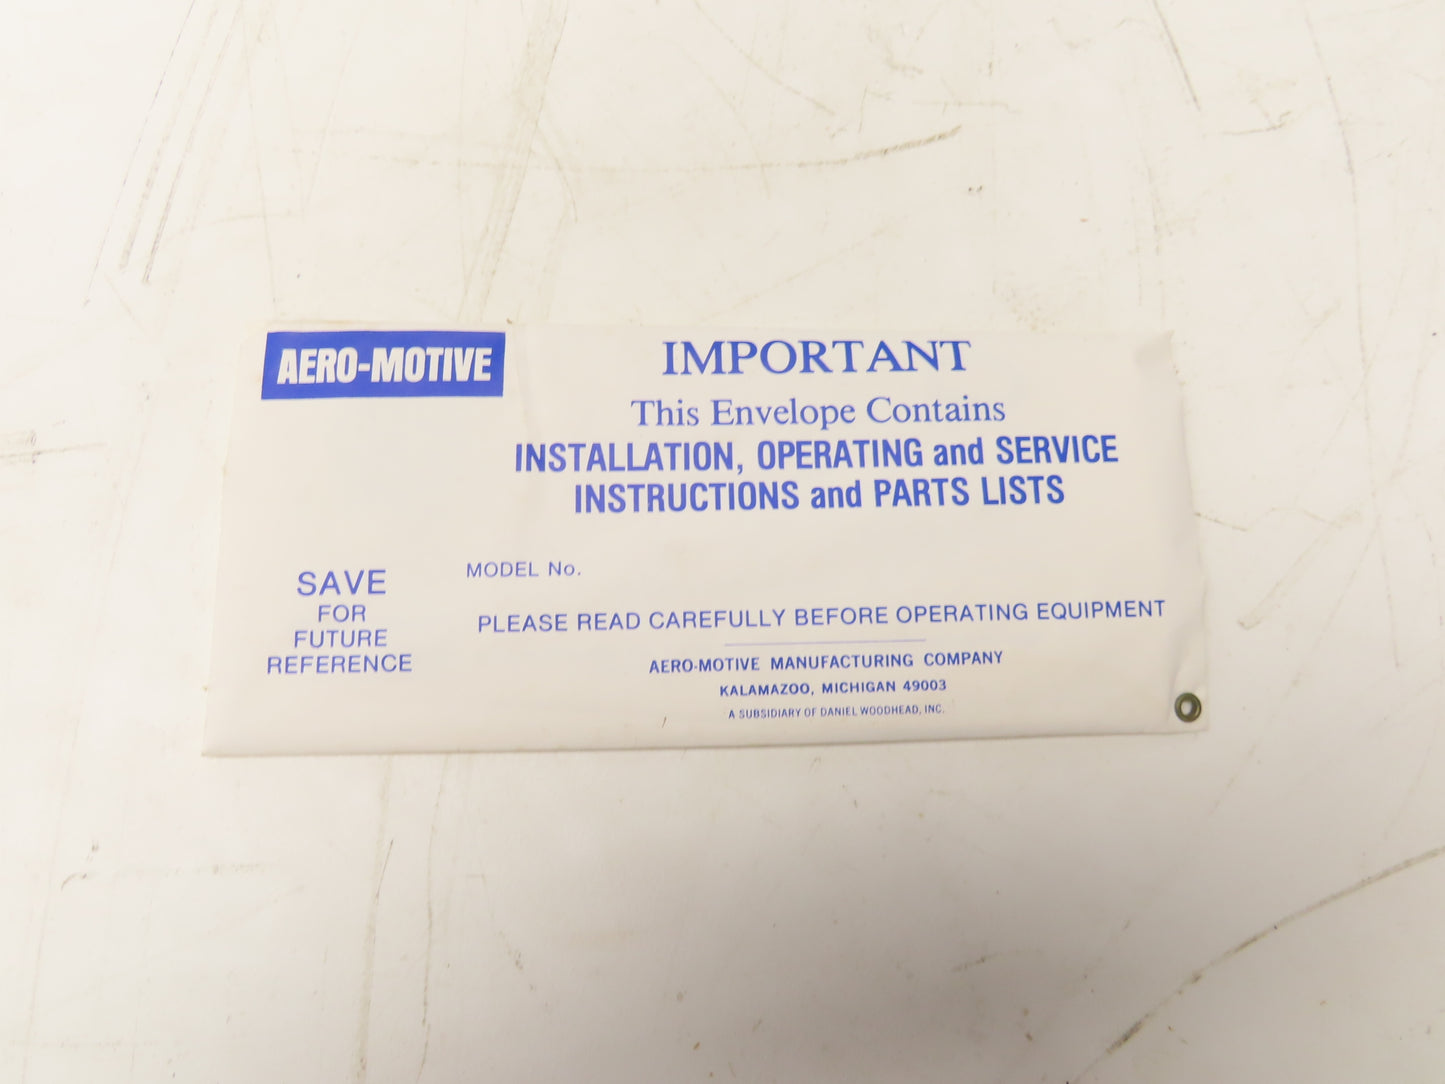 AERO-MOTIVE
IMPORTANT
This Envelope Contains
INSTALLATION, OPERATING and SERVICE
INSTRUCTIONS and PARTS LISTS
SAVE
FOR
FUTURE
REFERENCE
MODEL No.
PLEASE READ CAREFULLY BEFORE OPERATING EQUIPMENT
AERO-MOTIVE MANUFACTURING COMPANY
KALAMAZOO, MICHIGAN 49003
A SUBSIDIARY OF DANIEL WOODHEAD, INC.